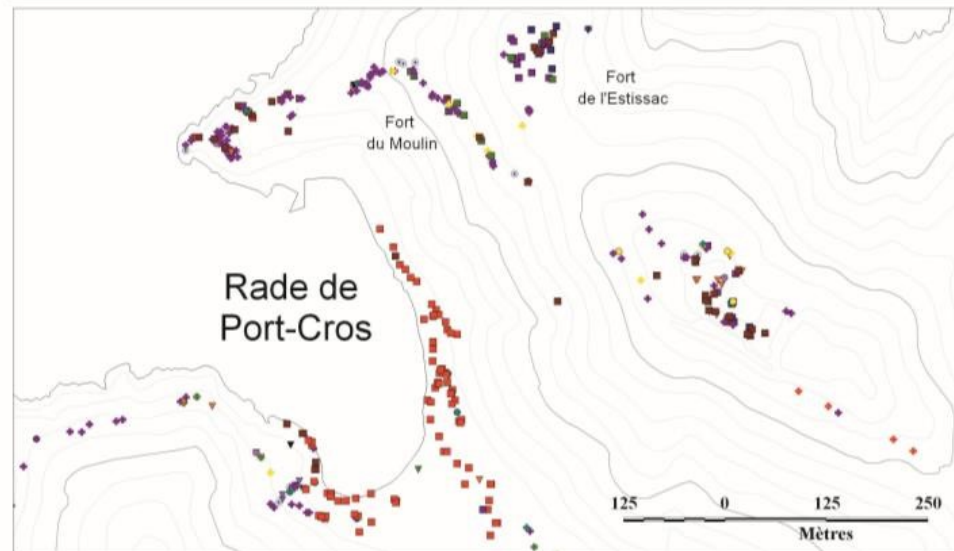 Fort
de l'Estissac
Fort
du Moulin
Rade de
Port-Cros
125 0 125 250
Mètres